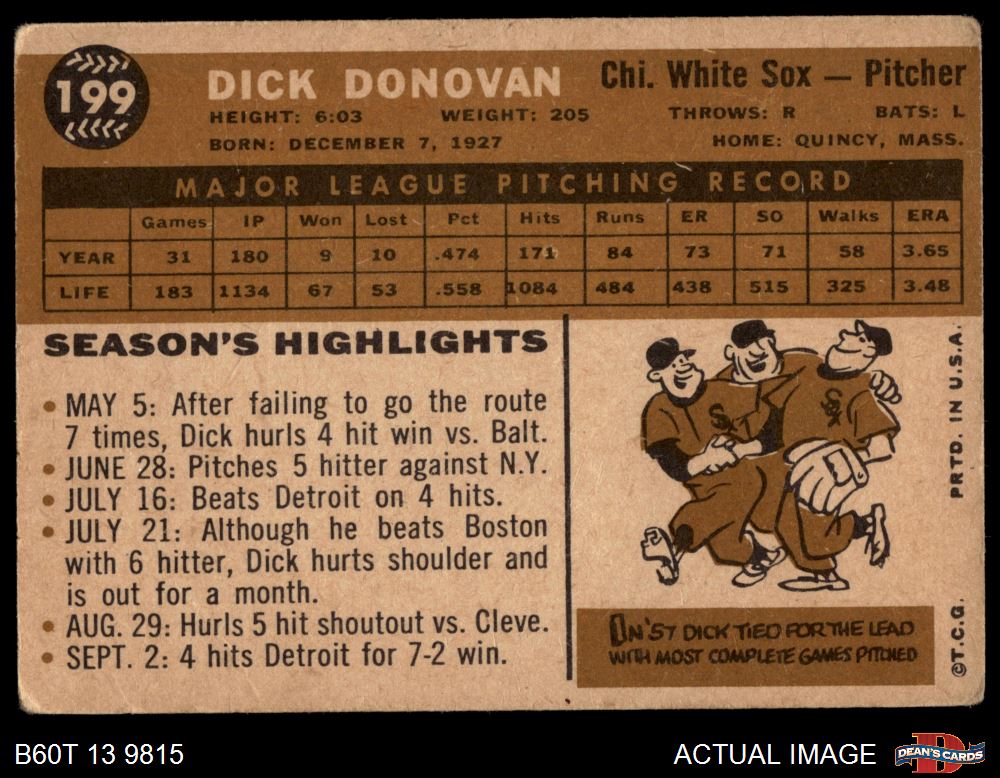 199
DICK DONOVAN
Chi. White Sox — Pitcher
HEIGHT: 6:03 WEIGHT: 205 THROWS: R BATS: L
BORN: DECEMBER 7, 1927 HOME: QUINCY, MASS.
MAJOR LEAGUE PITCHING RECORD
Games IP Won Lost Pct Hits Runs ER SO Walks ERA
YEAR 31 180 9 10 .474 171 84 73 71 58 3.65
LIFE 183 1134 67 53 .558 1084 484 438 515 325 3.48
SEASON'S HIGHLIGHTS
• MAY 5: After failing to go the route
7 times, Dick hurls 4 hit win vs. Balt.
• JUNE 28: Pitches 5 hitter against N.Y.
• JULY 16: Beats Detroit on 4 hits.
• JULY 21: Although he beats Boston
with 6 hitter, Dick hurts shoulder and
is out for a month.
• AUG. 29: Hurls 5 hit shoutout vs. Cleve.
• SEPT. 2: 4 hits Detroit for 7-2 win.
SOX
SOX
ON '57 DICK TIED FOR THE LEAD
WITH MOST COMPLETE GAMES PITCHED
©T.C.G. PRTD. IN U.S.A.
B60T 13 9815
ACTUAL IMAGE
DEAN'S CARDS